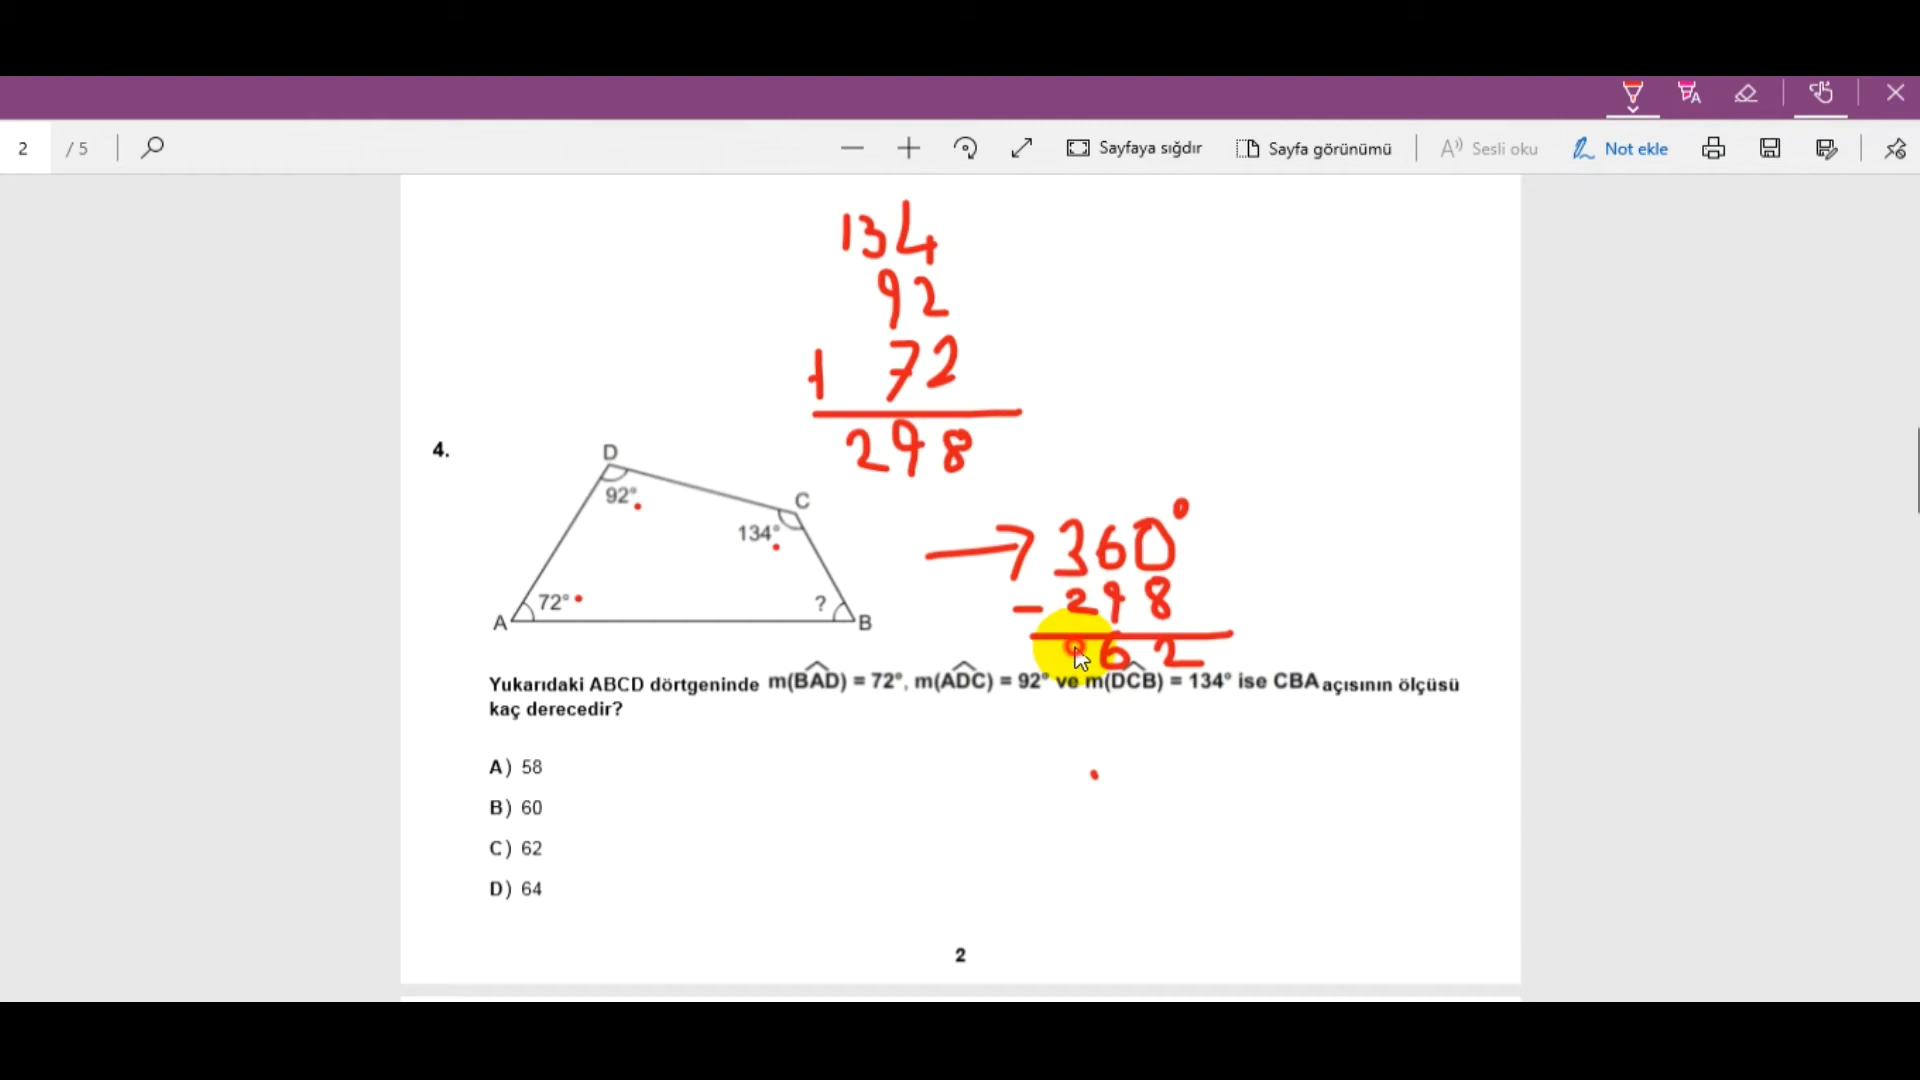 2 / 5
Sayfaya sığdır
Sayfa görünümü
A Sesli oku
Not ekle
134
92
+ 72
298
4.
D
92°
C
134°
72°
?
A
B
360°
- 298
062
Yukarıdaki ABCD dörtgeninde m(BAD) = 72°, m(ADC) = 92° ve m(DCB) = 134° ise CBA açısının ölçüsü
kaç derecedir?
A) 58
B) 60
C) 62
D) 64
2